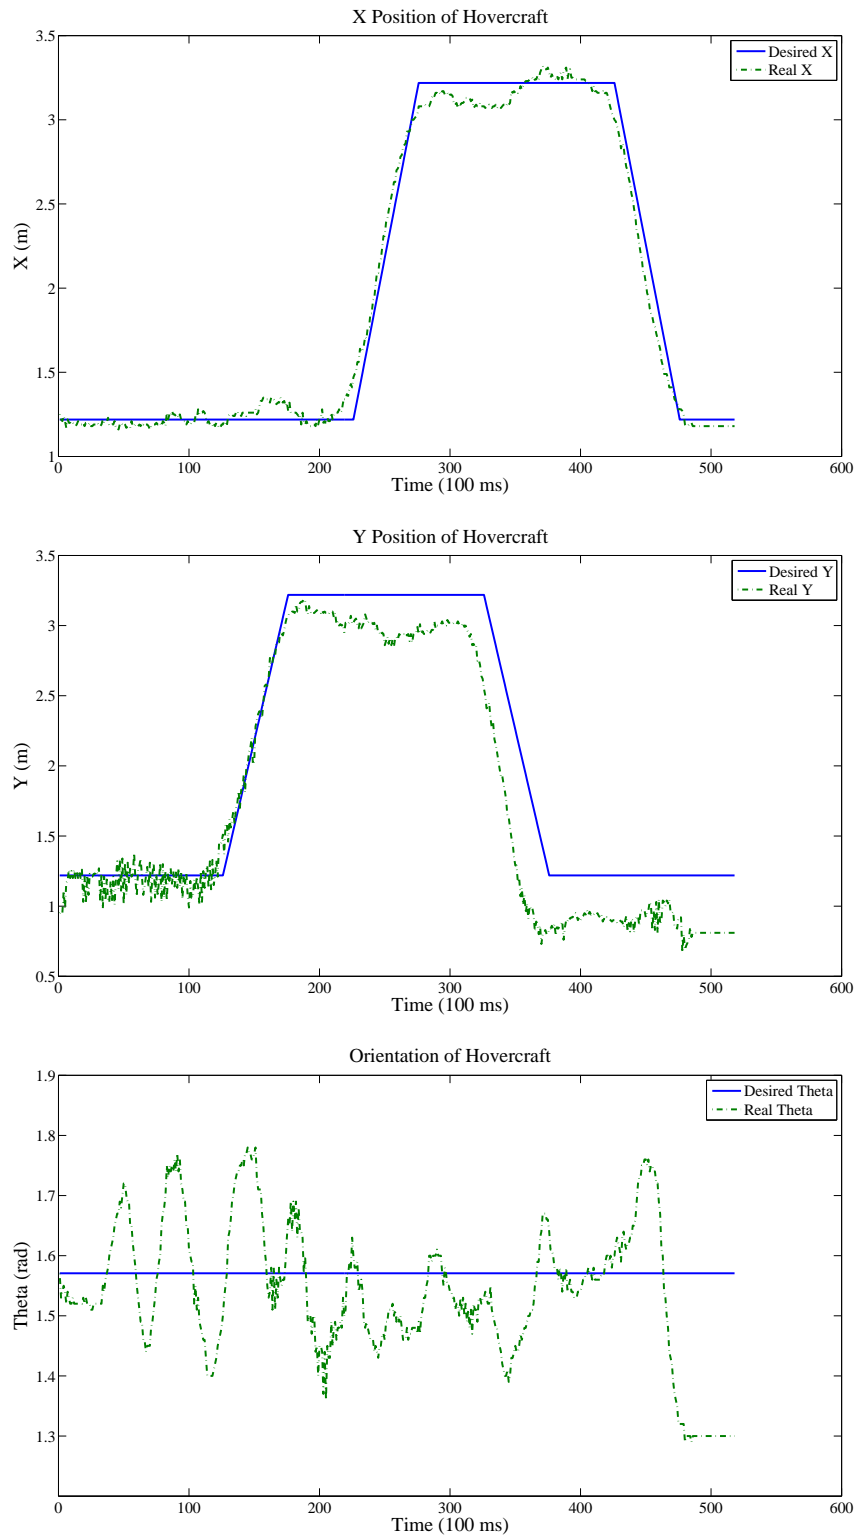 X Position of Hovercraft
3.5
3
2.5
2
1.5
1
X (m)
Desired X
Real X
0 100 200 300 400 500 600
Time (100 ms)
Y Position of Hovercraft
3.5
3
2.5
2
1.5
1
0.5
Y (m)
Desired Y
Real Y
0 100 200 300 400 500 600
Time (100 ms)
Orientation of Hovercraft
1.9
1.8
1.7
1.6
1.5
1.4
1.3
Theta (rad)
Desired Theta
Real Theta
0 100 200 300 400 500 600
Time (100 ms)